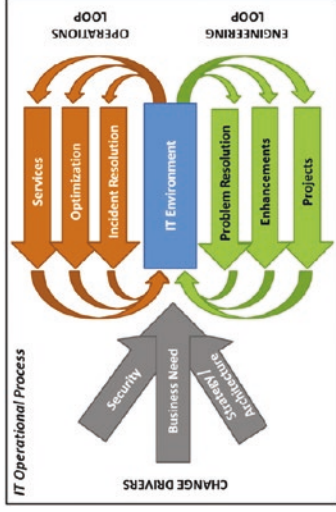 IT Operational Process
OPERATIONS
LOOP
ENGINEERING
LOOP
Services
Optimization
Incident Resolution
IT Environment
Problem Resolution
Enhancements
Projects
Security
Business Need
Strategy/
Architecture
CHANGE DRIVERS